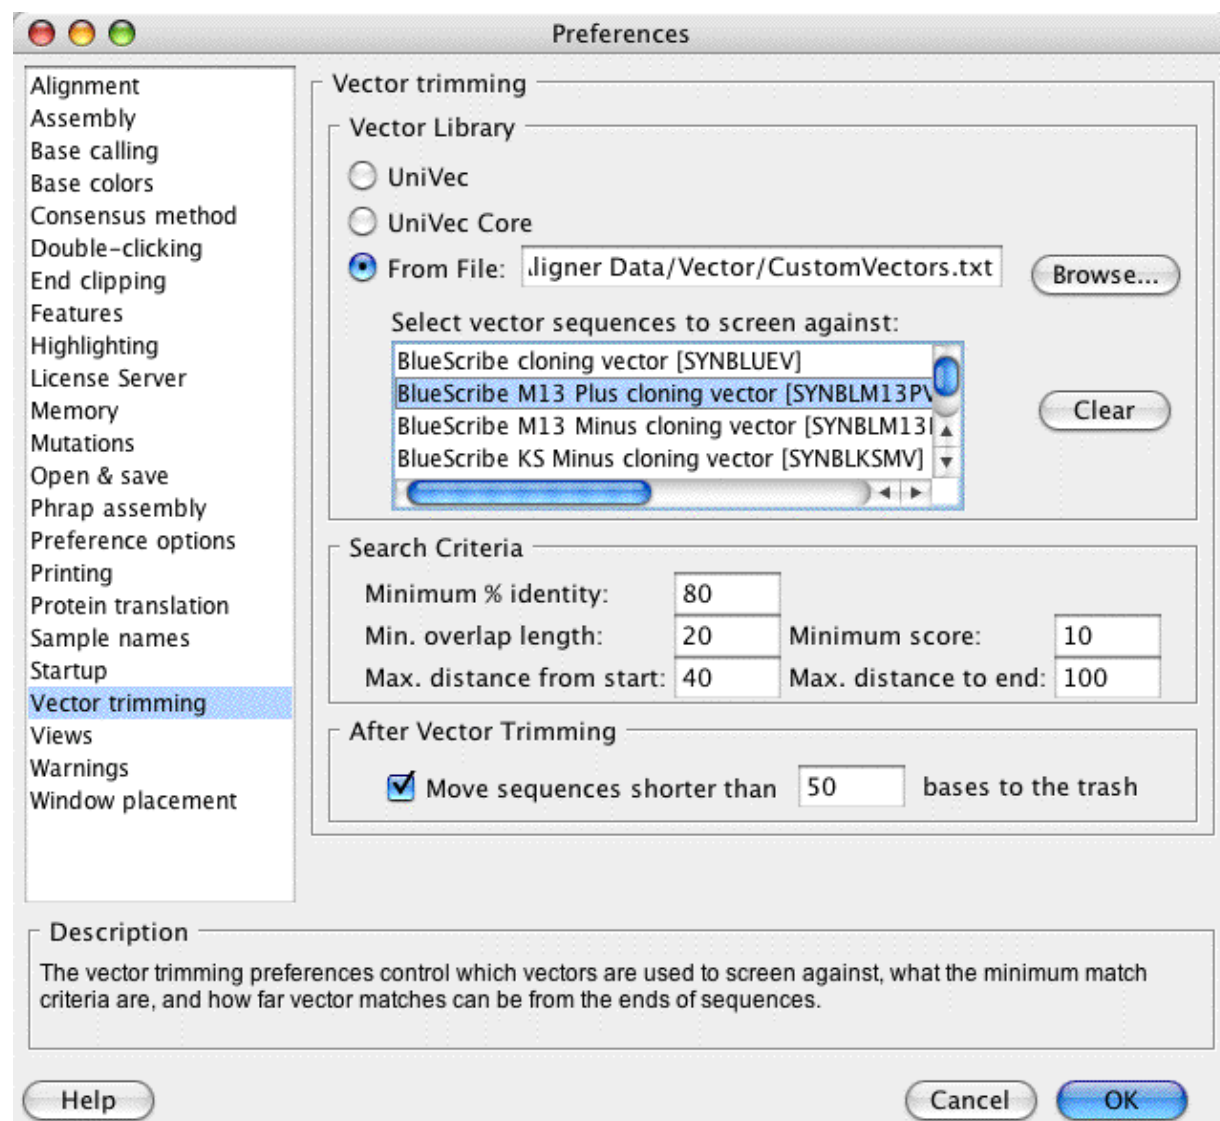 Preferences
Alignment
Assembly
Base calling
Base colors
Consensus method
Double-clicking
End clipping
Features
Highlighting
License Server
Memory
Mutations
Open & save
Phrap assembly
Preference options
Printing
Protein translation
Sample names
Startup
Vector trimming
Views
Warnings
Window placement
Vector trimming
Vector Library
UniVec
UniVec Core
From File: ligner Data/Vector/CustomVectors.txt Browse...
Select vector sequences to screen against:
BlueScribe cloning vector [SYNBLUEV]
BlueScribe M13 Plus cloning vector [SYNBLM13PV
BlueScribe M13 Minus cloning vector [SYNBLM13
BlueScribe KS Minus cloning vector [SYNBLKSMV]
Clear
Search Criteria
Minimum % identity: 80
Min. overlap length: 20 Minimum score: 10
Max. distance from start: 40 Max. distance to end: 100
After Vector Trimming
Move sequences shorter than 50 bases to the trash
Description
The vector trimming preferences control which vectors are used to screen against, what the minimum match
criteria are, and how far vector matches can be from the ends of sequences.
Help Cancel OK